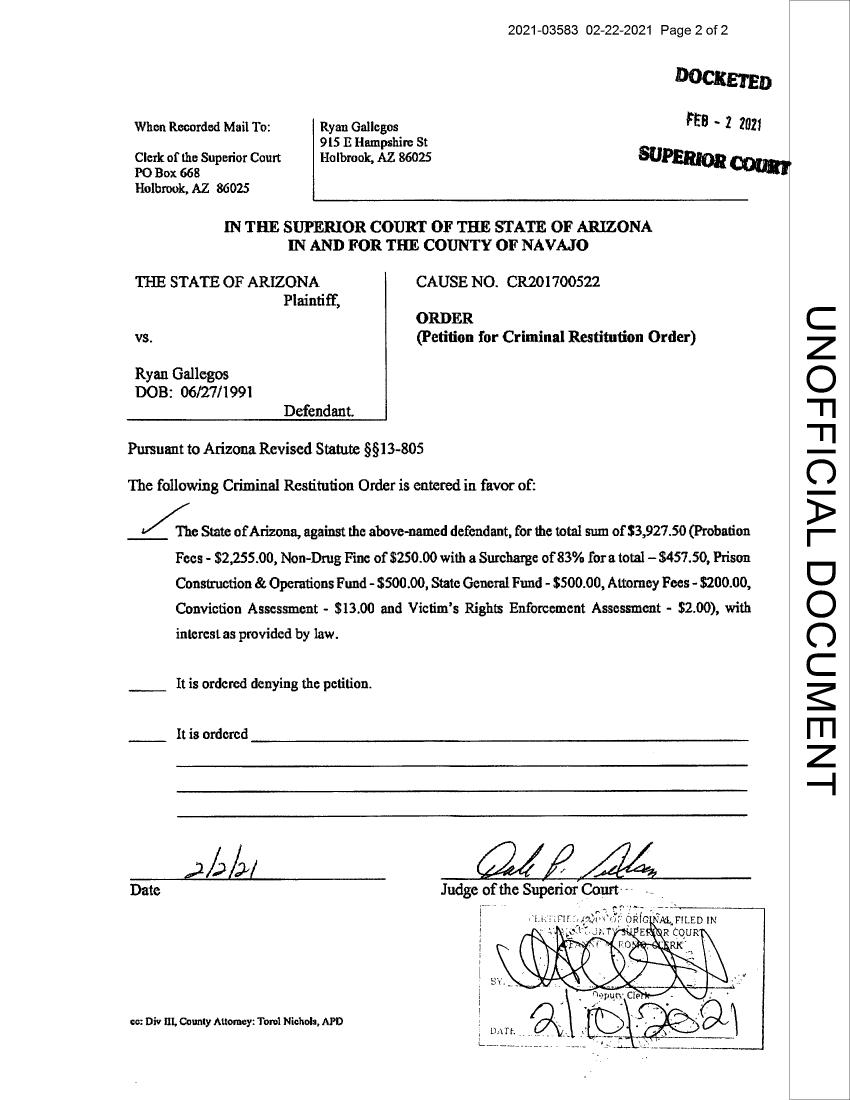 2021-03583 02-22-2021 Page 2 of 2
DOCKETED
FEB - 2 2021
SUPERIOR COURT
When Recorded Mail To:
Clerk of the Superior Court
PO Box 668
Holbrook, AZ 86025
Ryan Gallegos
915 E Hampshire St
Holbrook, AZ 86025
IN THE SUPERIOR COURT OF THE STATE OF ARIZONA
IN AND FOR THE COUNTY OF NAVAJO
THE STATE OF ARIZONA
Plaintiff,
vs.
Ryan Gallegos
DOB: 06/27/1991
Defendant.
CAUSE NO. CR201700522
ORDER
(Petition for Criminal Restitution Order)
Pursuant to Arizona Revised Statute §§13-805
The following Criminal Restitution Order is entered in favor of:
The State of Arizona, against the above-named defendant, for the total sum of $3,927.50 (Probation
Fees - $2,255.00, Non-Drug Fine of $250.00 with a Surcharge of 83% for a total – $457.50, Prison
Construction & Operations Fund - $500.00, State General Fund - $500.00, Attorney Fees - $200.00,
Conviction Assessment - $13.00 and Victim's Rights Enforcement Assessment - $2.00), with
interest as provided by law.
It is ordered denying the petition.
It is ordered
2/2/21
Date
Dale P.
Judge of the Superior Court
OF ORIGINAL FILED IN
SUPERIOR COURT
CLERK
BY
Deputy Clerk
DATE 2/10/2021
cc: Div III, County Attorney: Torol Nichols, APD
UNOFFICIAL DOCUMENT